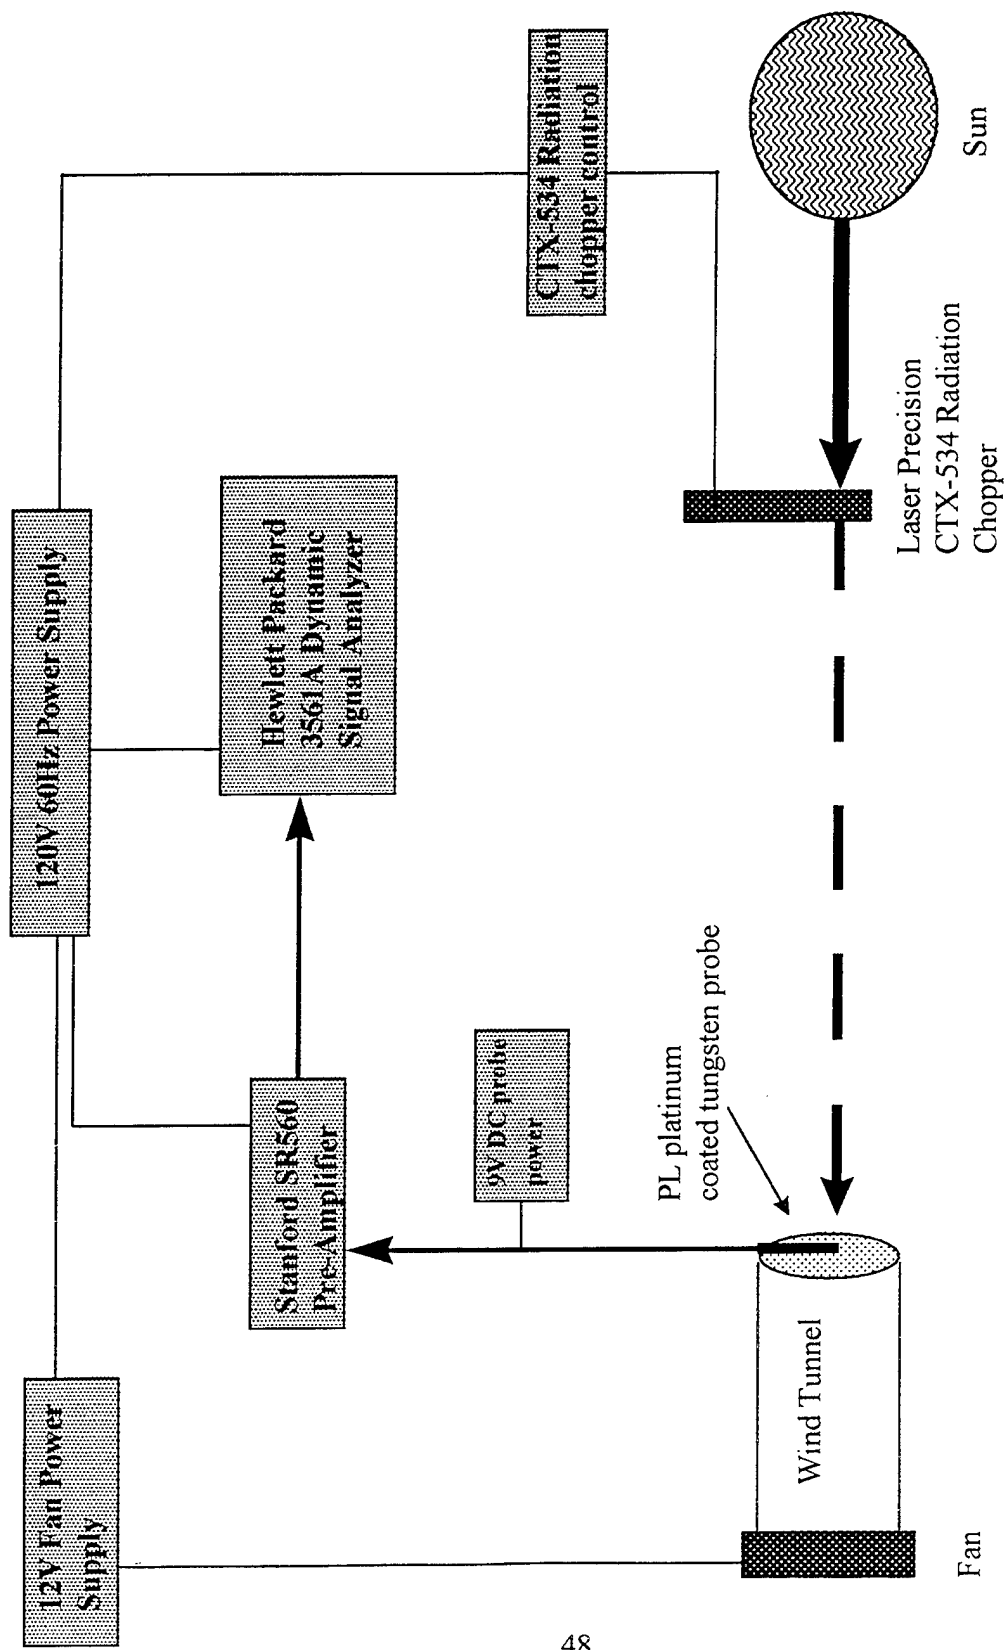 12V Fan Power
Supply
120V 60Hz Power Supply
Stanford SR560
Pre-Amplifier
Hewlett Packard
3561A Dynamic
Signal Analyzer
9V DC probe
power
CTX-534 Radiation
chopper control
PL platinum
coated tungsten probe
Wind Tunnel
Fan
Laser Precision
CTX-534 Radiation
Chopper
Sun
48